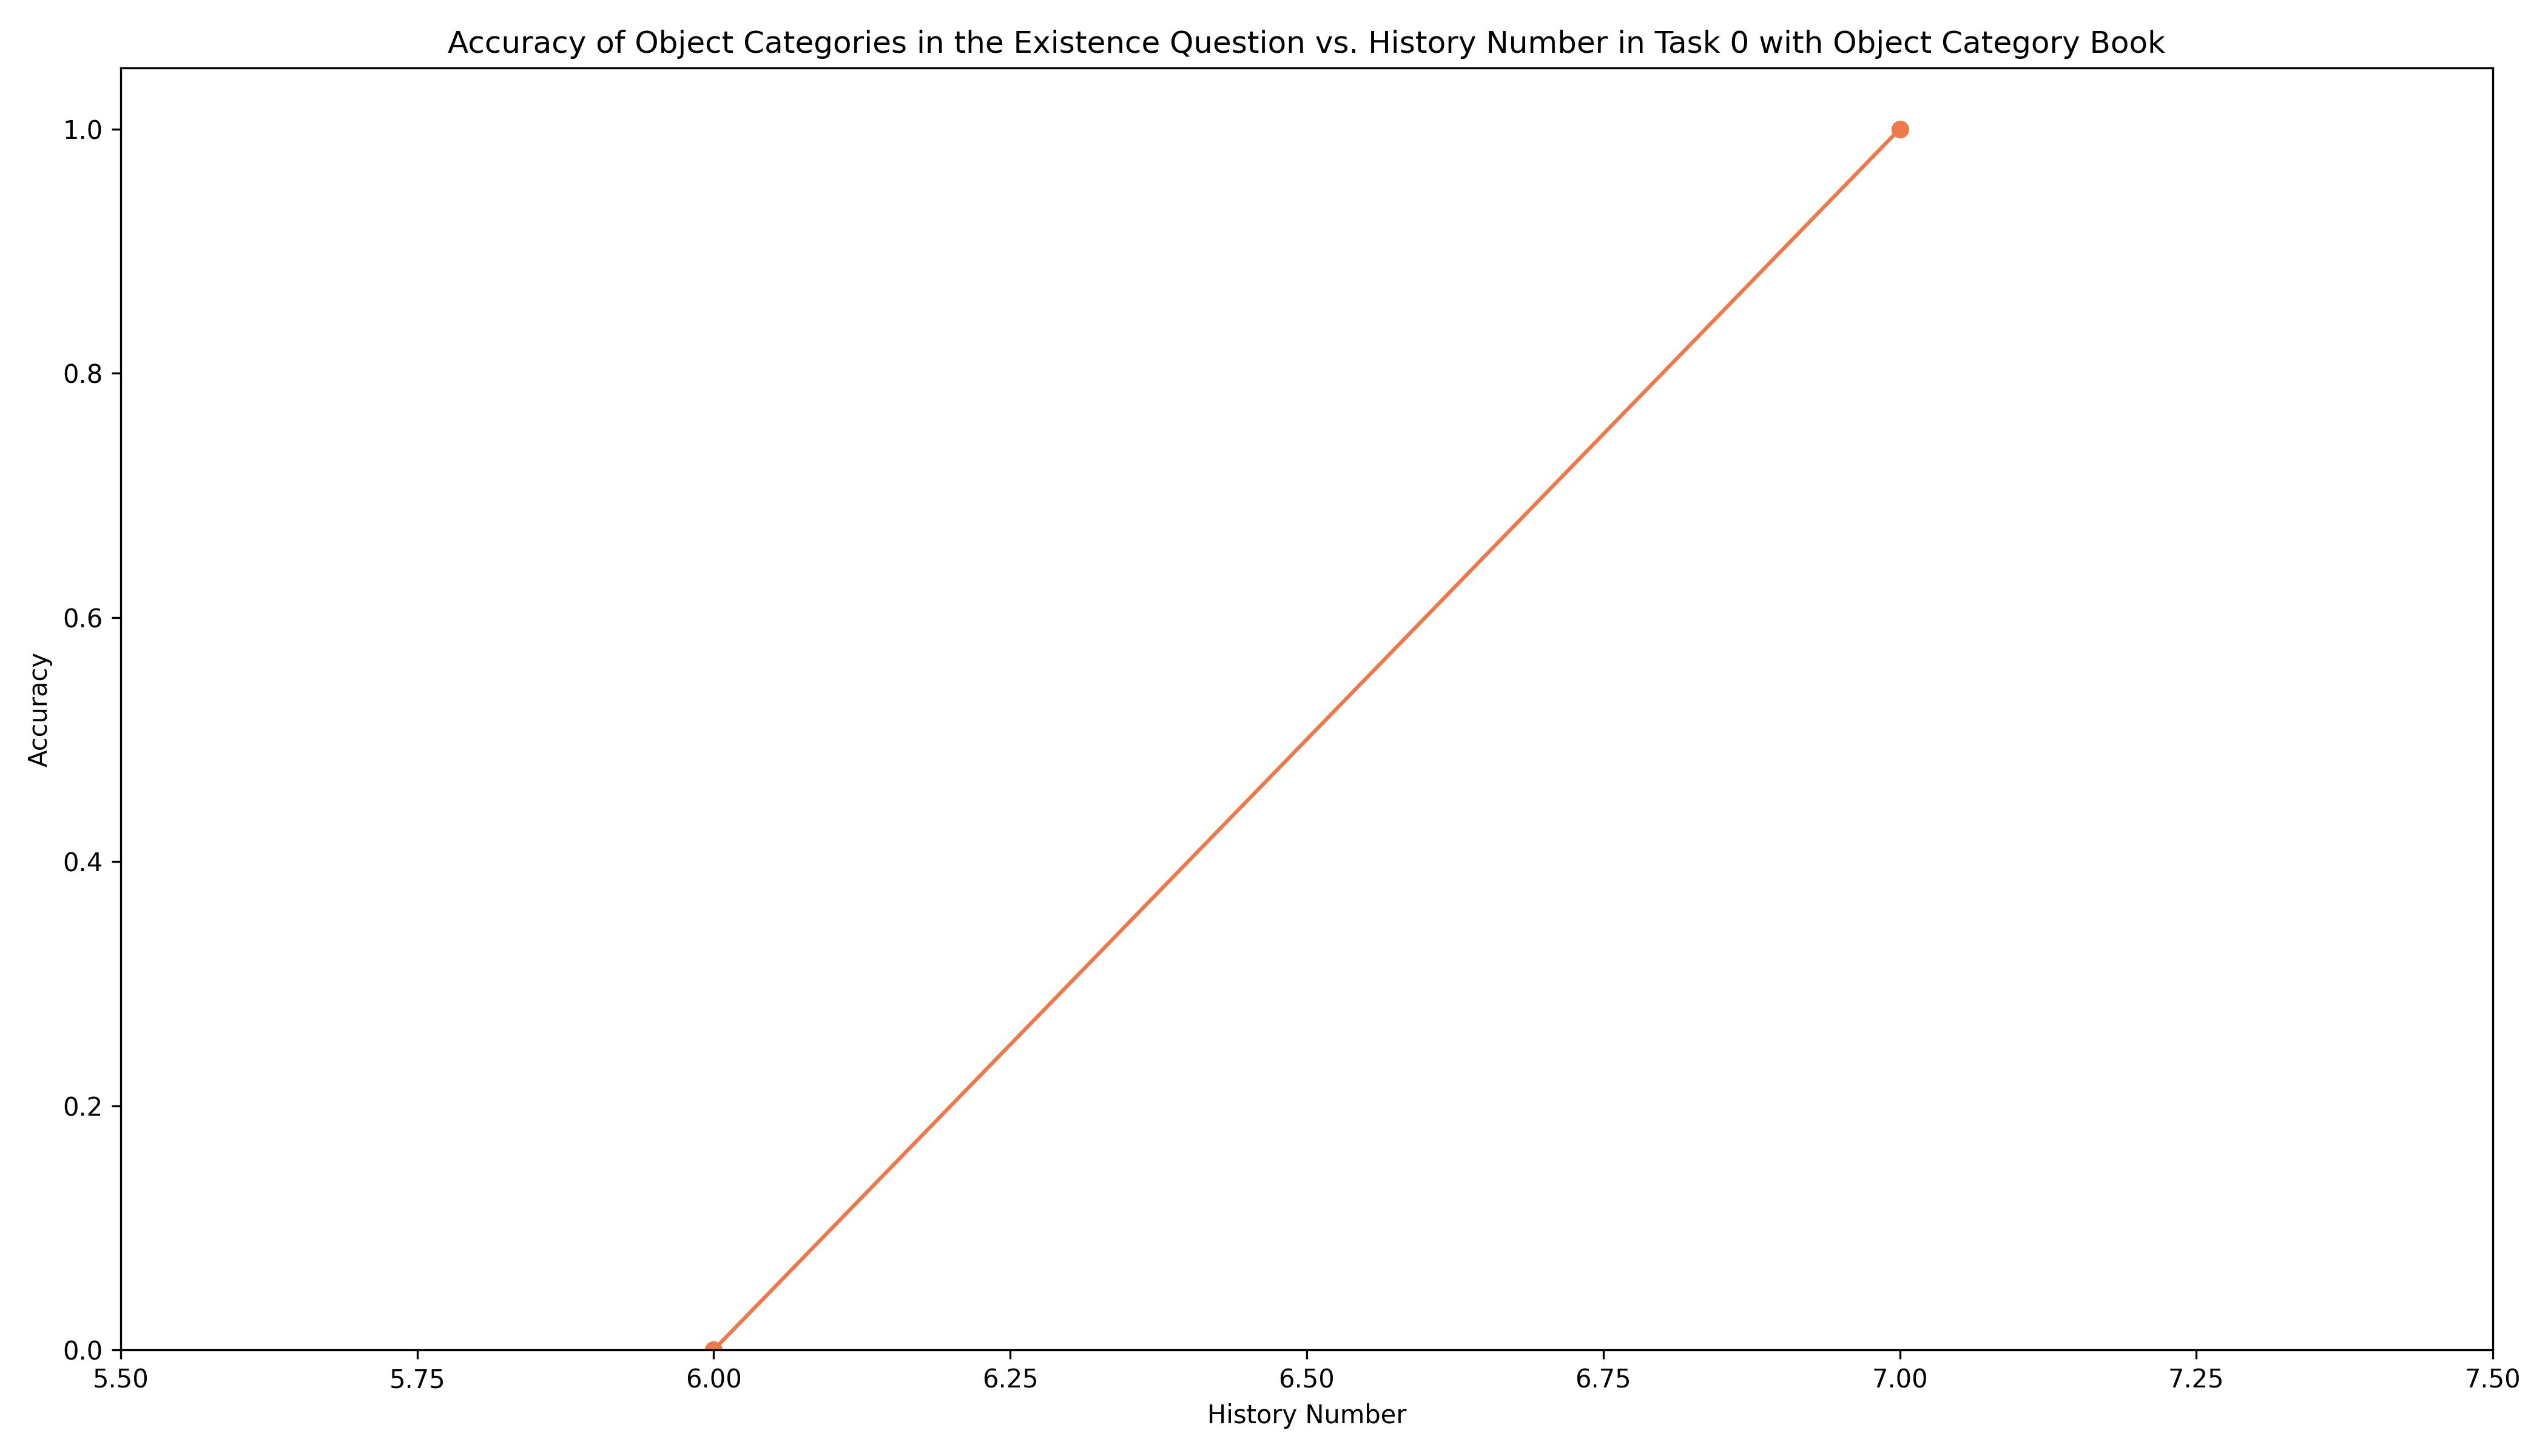 Accuracy of Object Categories in the Existence Question vs. History Number in Task 0 with Object Category Book
1.0
0.8
0.6
0.4
0.2
0.0
Accuracy
5.50 5.75 6.00 6.25 6.50 6.75 7.00 7.25 7.50
History Number